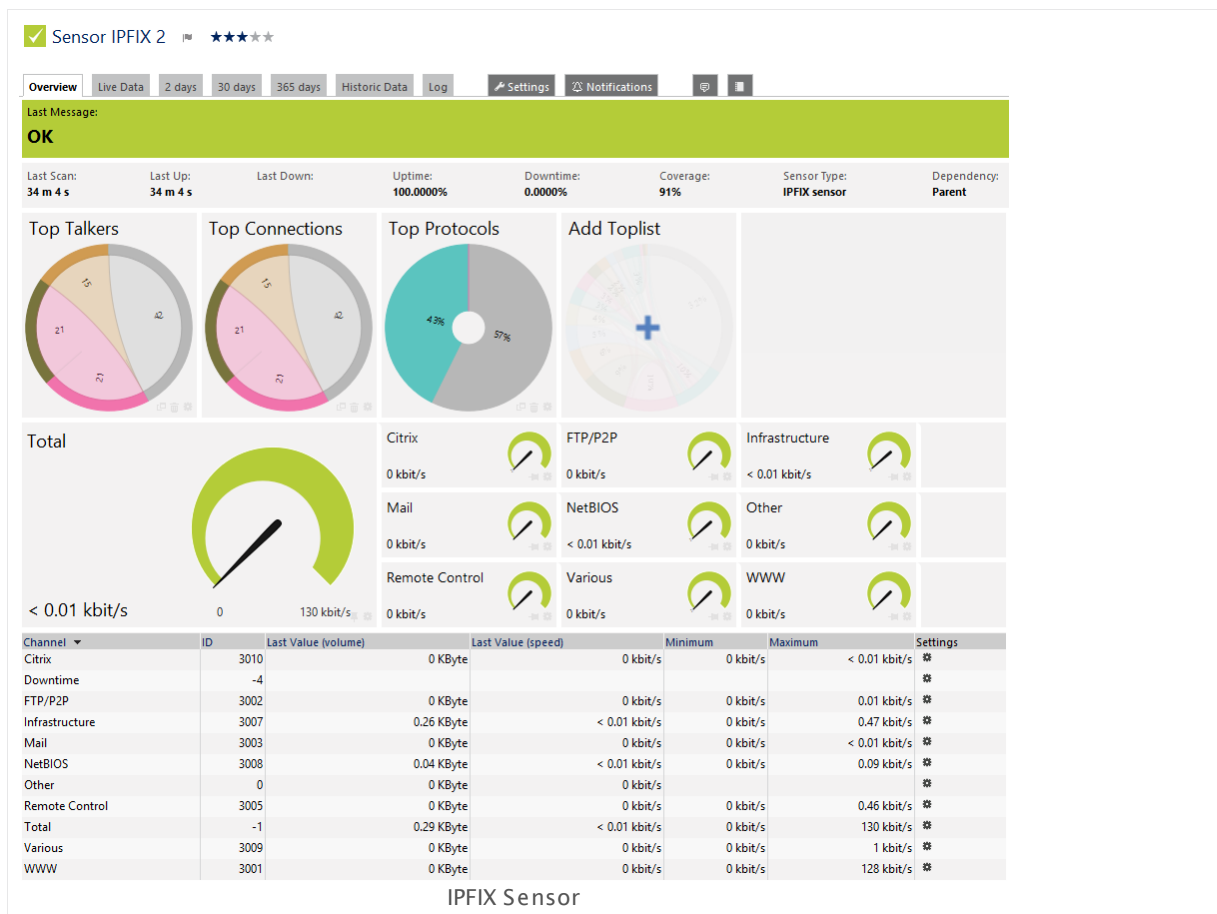 Sensor IPFIX 2
Overview Live Data 2 days 30 days 365 days Historic Data Log Settings Notifications
Last Message:
OK
Last Scan: Last Up: Last Down: Uptime: Downtime: Coverage: Sensor Type: Dependency:
34 m 4 s 34 m 4 s 100.0000% 0.0000% 91% IPFIX sensor Parent
Top Talkers Top Connections Top Protocols Add Toplist
15 42 21 21
15 42 21 21
43% 57%
Total
< 0.01 kbit/s
0 130 kbit/s
Citrix FTP/P2P Infrastructure
0 kbit/s 0 kbit/s < 0.01 kbit/s
Mail NetBIOS Other
0 kbit/s < 0.01 kbit/s 0 kbit/s
Remote Control Various WWW
0 kbit/s 0 kbit/s 0 kbit/s
Channel ID Last Value (volume) Last Value (speed) Minimum Maximum Settings
Citrix 3010 0 KByte 0 kbit/s 0 kbit/s < 0.01 kbit/s
Downtime -4
FTP/P2P 3002 0 KByte 0 kbit/s 0 kbit/s 0.01 kbit/s
Infrastructure 3007 0.26 KByte < 0.01 kbit/s 0 kbit/s 0.47 kbit/s
Mail 3003 0 KByte 0 kbit/s 0 kbit/s < 0.01 kbit/s
NetBIOS 3008 0.04 KByte < 0.01 kbit/s 0 kbit/s 0.09 kbit/s
Other 0 0 KByte 0 kbit/s
Remote Control 3005 0 KByte 0 kbit/s 0 kbit/s 0.46 kbit/s
Total -1 0.29 KByte < 0.01 kbit/s 0 kbit/s 130 kbit/s
Various 3009 0 KByte 0 kbit/s 0 kbit/s 1 kbit/s
WWW 3001 0 KByte 0 kbit/s 0 kbit/s 128 kbit/s
IPFIX Sensor